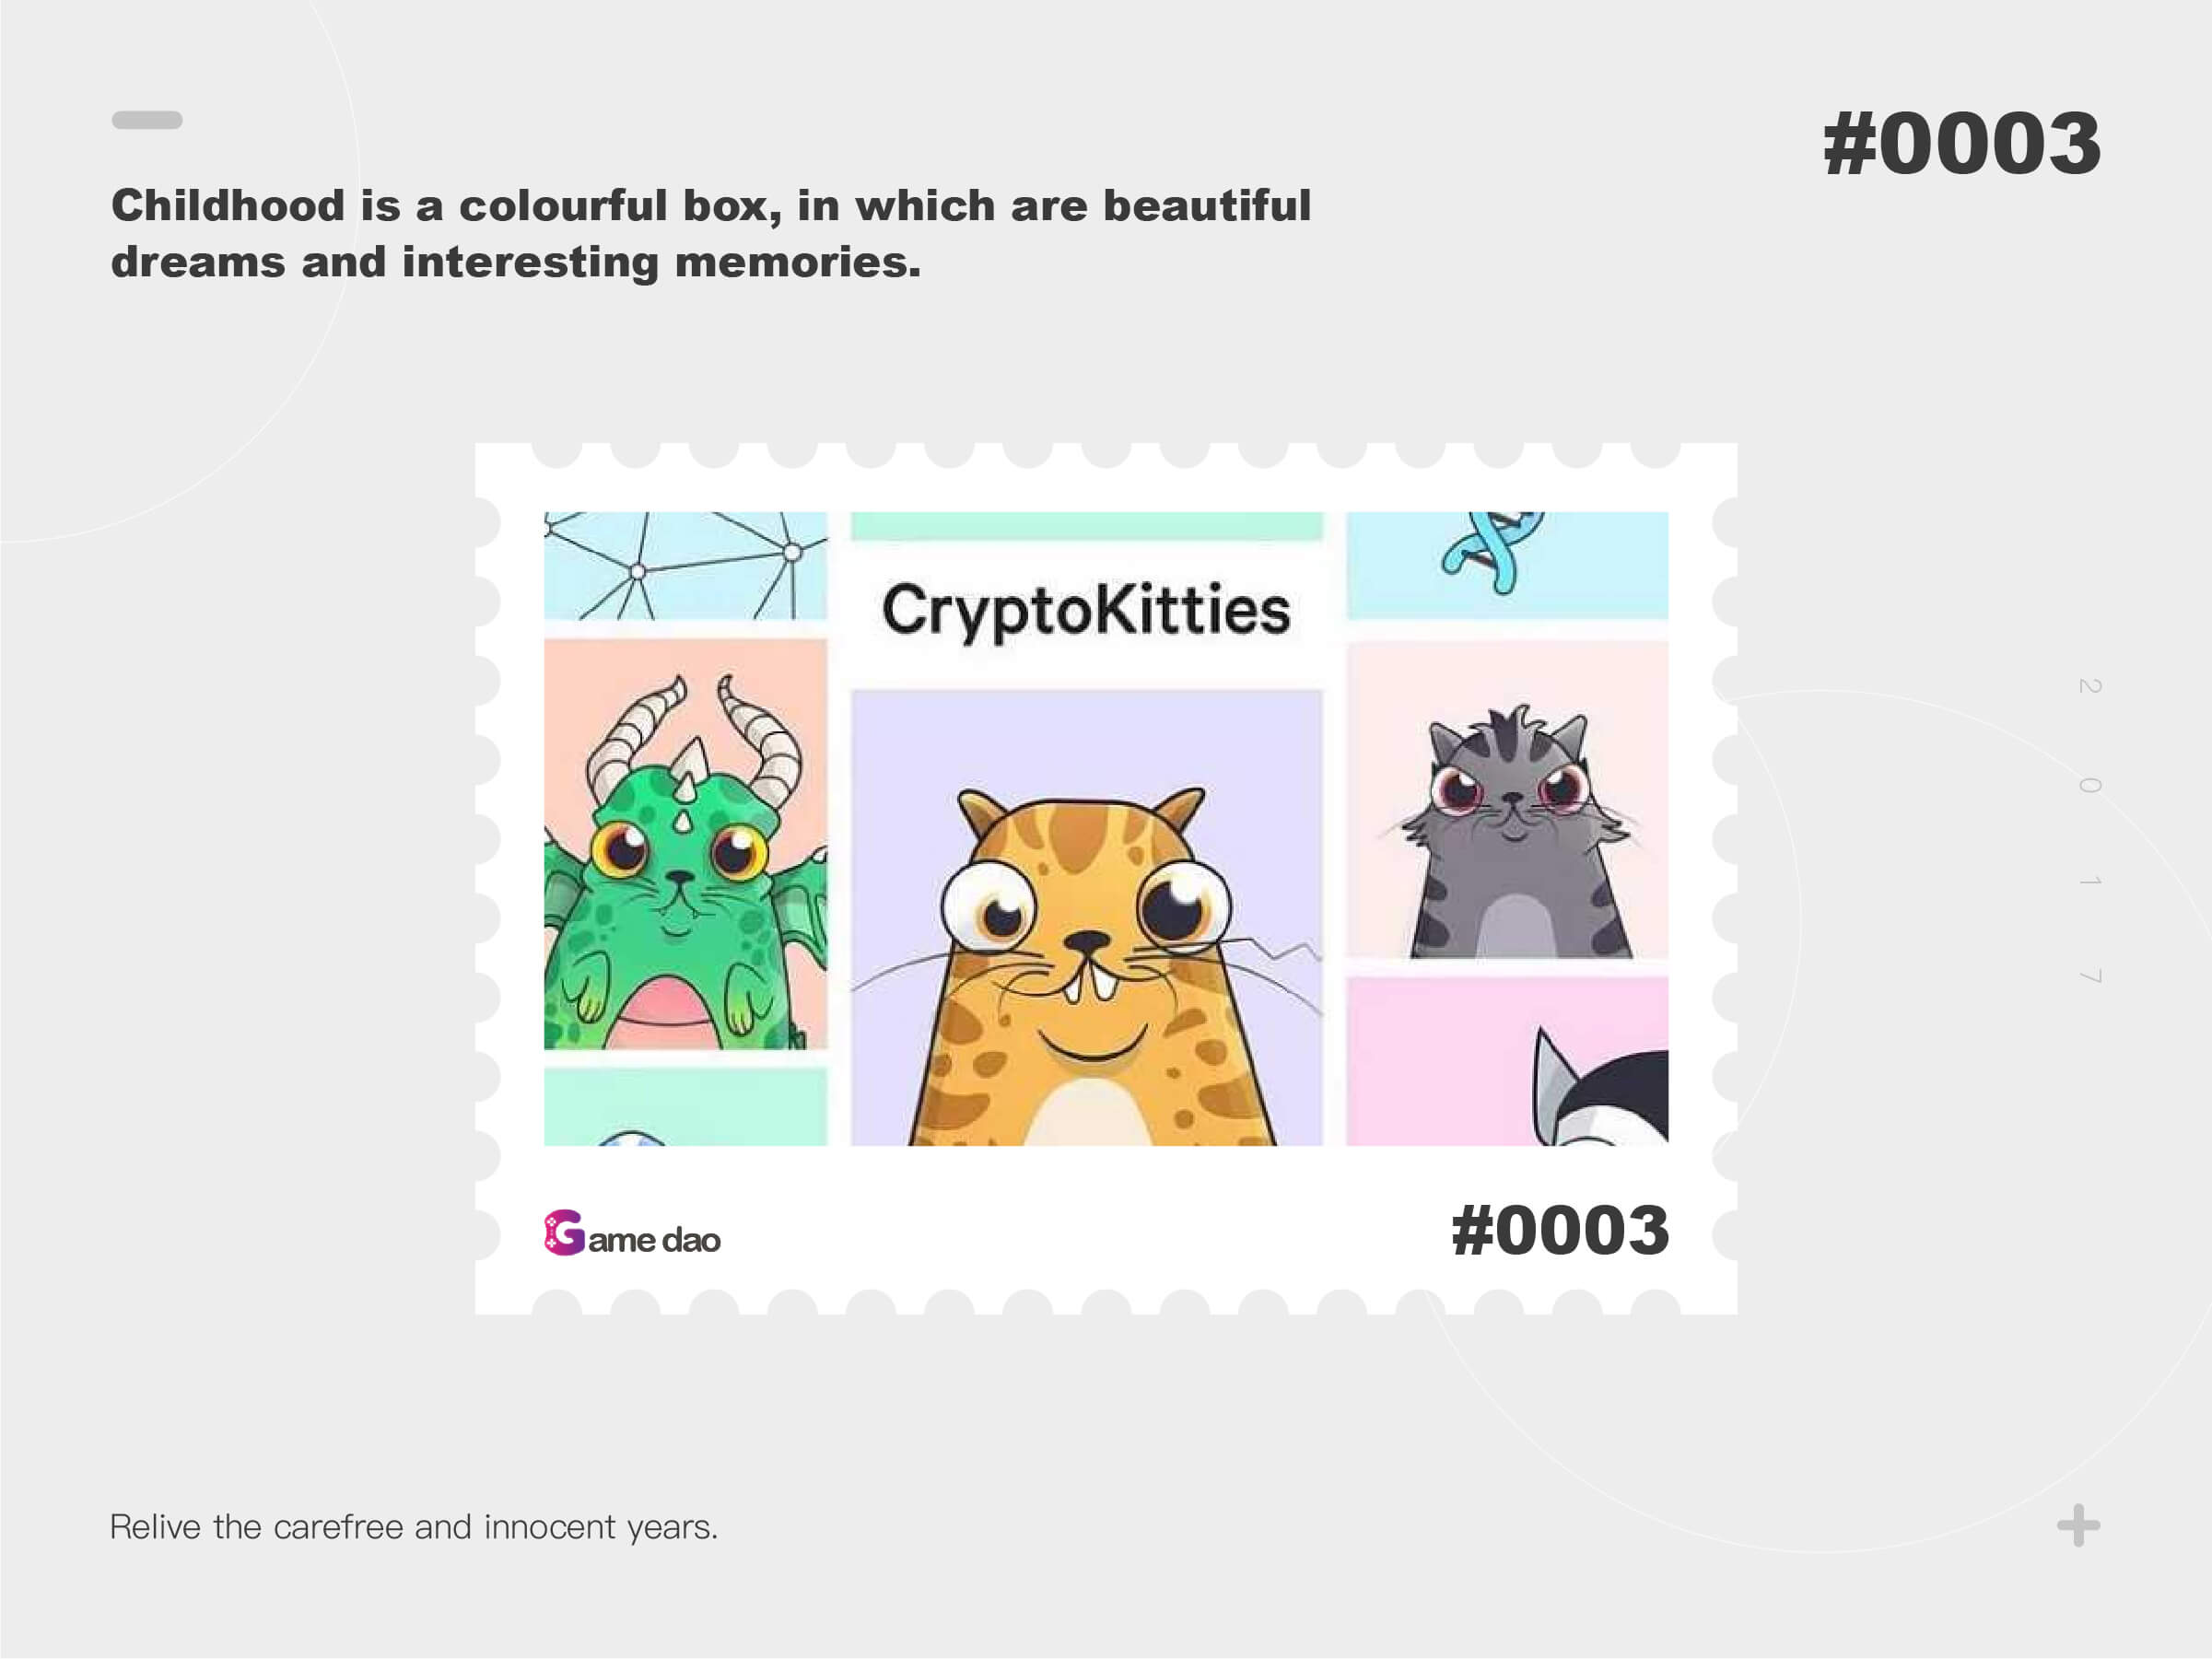 #0003
Childhood is a colourful box, in which are beautiful
dreams and interesting memories.
CryptoKitties
2017
Game dao
#0003
Relive the carefree and innocent years.